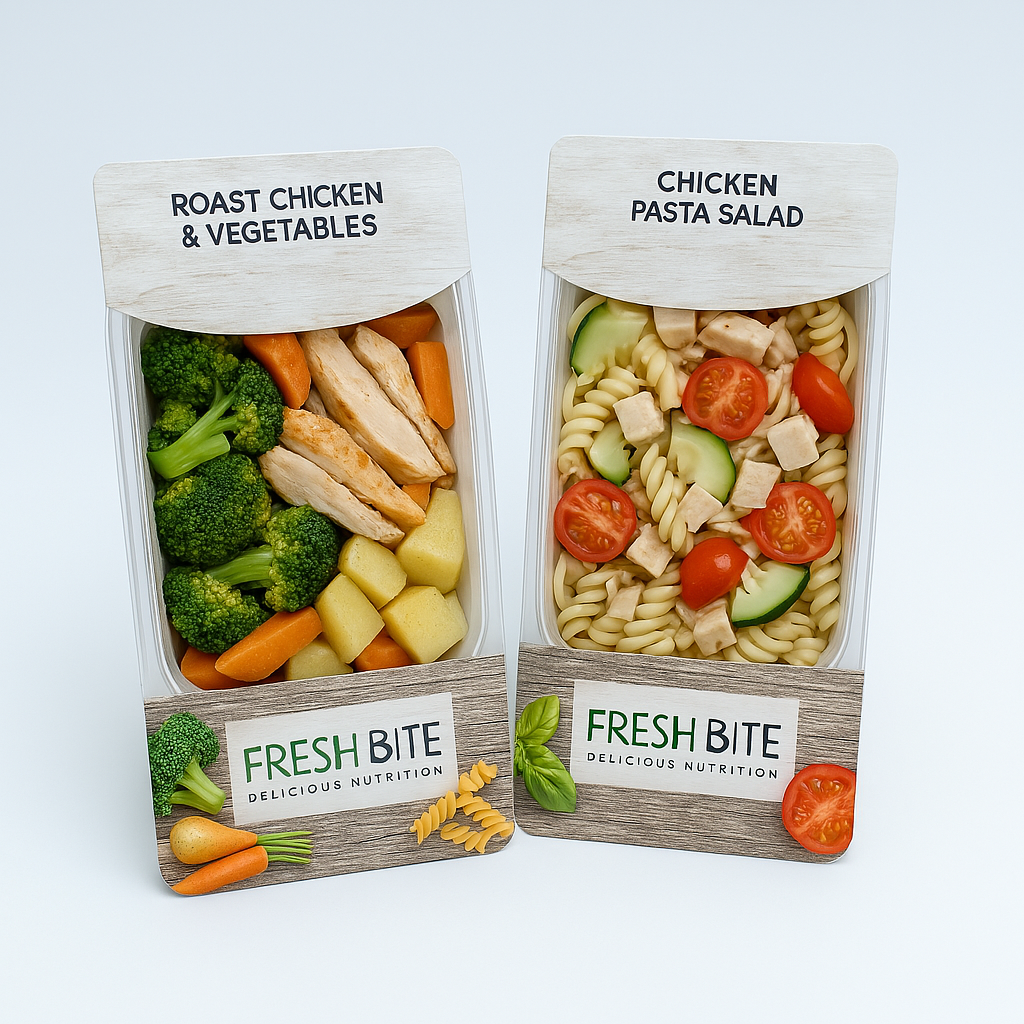 ROAST CHICKEN
& VEGETABLES
FRESH BITE
DELICIOUS NUTRITION
CHICKEN
PASTA SALAD
FRESH BITE
DELICIOUS NUTRITION